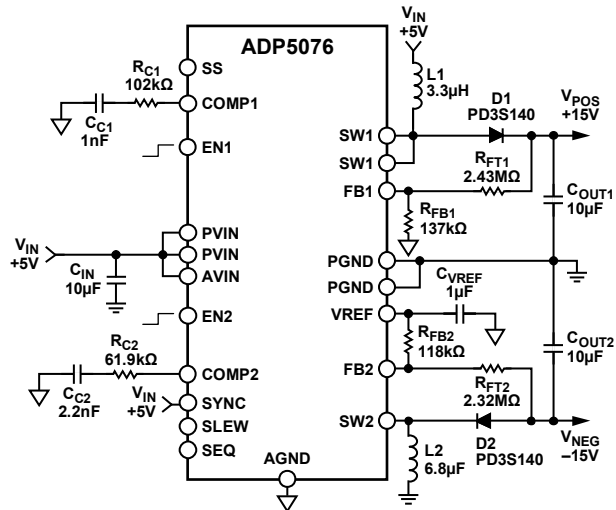 ADP5076
RC1
102kΩ
CC1
1nF
SS
COMP1
EN1
VIN
+5V
CIN
10µF
PVIN
PVIN
AVIN
EN2
RC2
61.9kΩ
CC2
2.2nF
COMP2
VIN
+5V
SYNC
SLEW
SEQ
AGND
VIN
+5V
L1
3.3µH
D1
PD3S140
VPOS
+15V
SW1
SW1
RFT1
2.43MΩ
FB1
RFB1
137kΩ
COUT1
10µF
PGND
PGND
CVREF
1µF
VREF
RFB2
118kΩ
COUT2
10µF
FB2
RFT2
2.32MΩ
SW2
L2
6.8µF
D2
PD3S140
VNEG
–15V